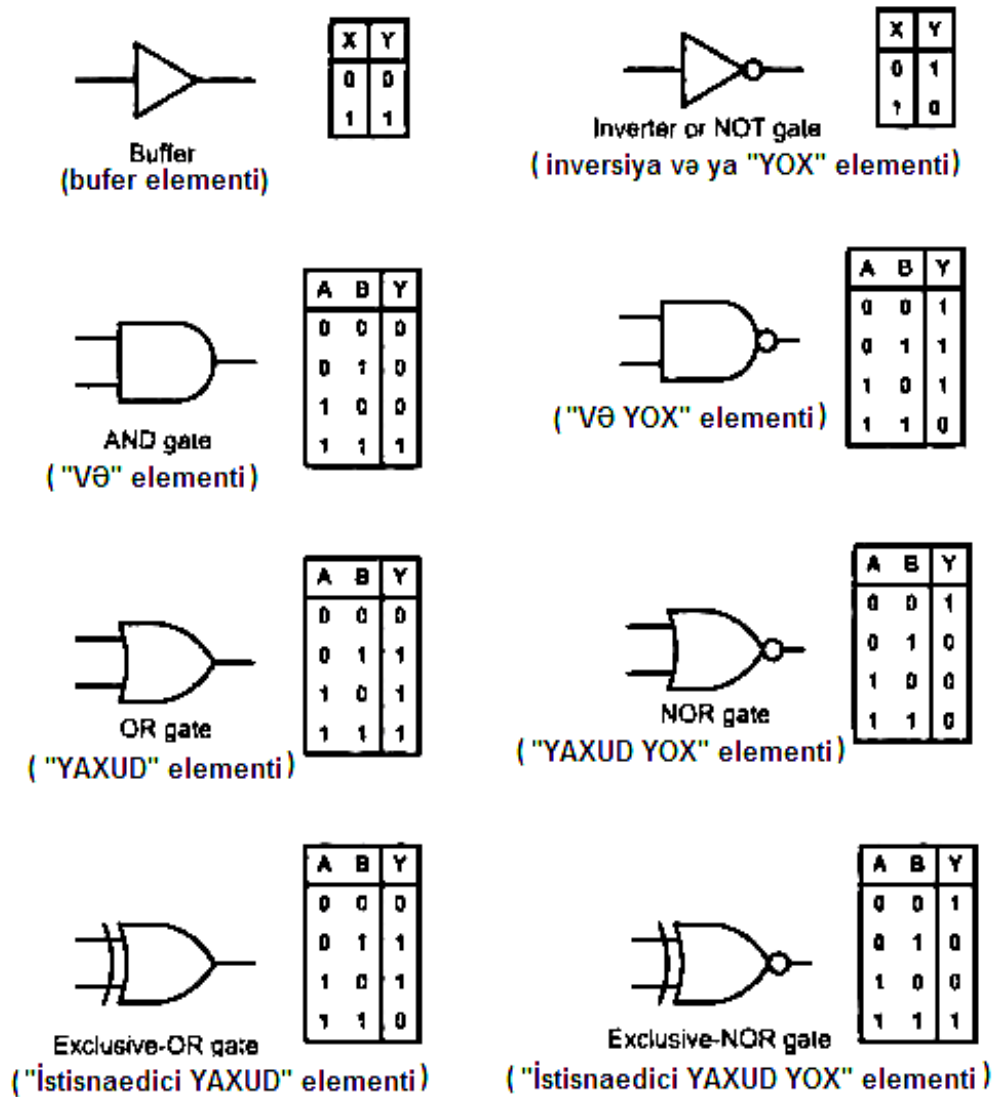 X Y
0 0
1 1
Buffer
(bufer elementi)
X Y
0 1
1 0
Inverter or NOT gate
( inversiya və ya "YOX" elementi)
A B Y
0 0 0
0 1 0
1 0 0
1 1 1
AND gate
( "VƏ" elementi)
A B Y
0 0 1
0 1 1
1 0 1
1 1 0
( "VƏ YOX" elementi)
A B Y
0 0 0
0 1 1
1 0 1
1 1 1
OR gate
( "YAXUD" elementi)
A B Y
0 0 1
0 1 0
1 0 0
1 1 0
NOR gate
( "YAXUD YOX" elementi)
A B Y
0 0 0
0 1 1
1 0 1
1 1 0
Exclusive-OR gate
( "İstisnaedici YAXUD" elementi)
A B Y
0 0 1
0 1 0
1 0 0
1 1 1
Exclusive-NOR gate
( "İstisnaedici YAXUD YOX" elementi)